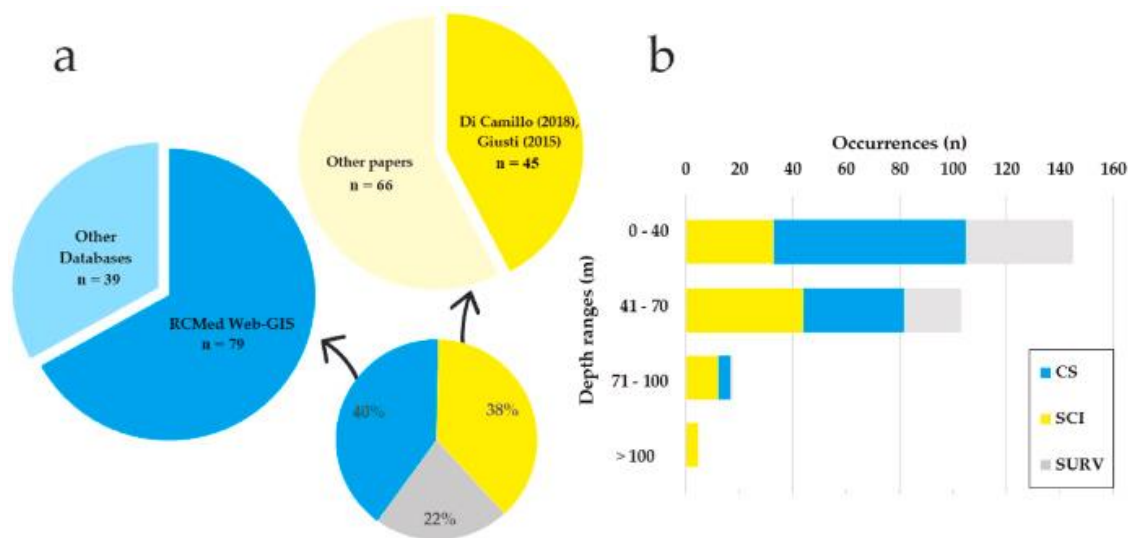 a
Di Camillo (2018),
Giusti (2015)
n = 45
Other papers
n = 66
Other
Databases
n = 39
RCMed Web-GIS
n = 79
40%
38%
22%
b
Occurrences (n)
0 20 40 60 80 100 120 140 160
Depth ranges (m)
0 - 40
41 - 70
71 - 100
> 100
CS
SCI
SURV